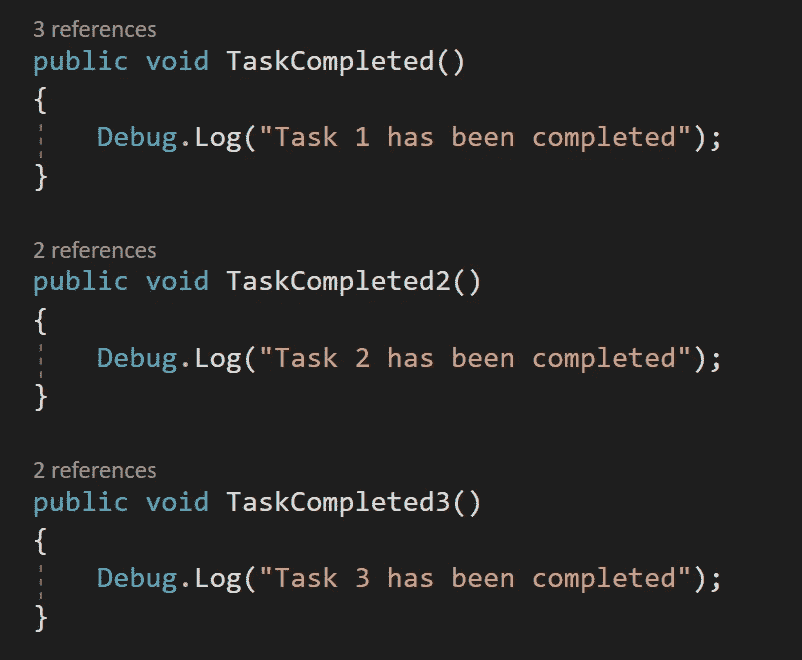 3 references
public void TaskCompleted()
{
    Debug.Log("Task 1 has been completed");
}
2 references
public void TaskCompleted2()
{
    Debug.Log("Task 2 has been completed");
}
2 references
public void TaskCompleted3()
{
    Debug.Log("Task 3 has been completed");
}